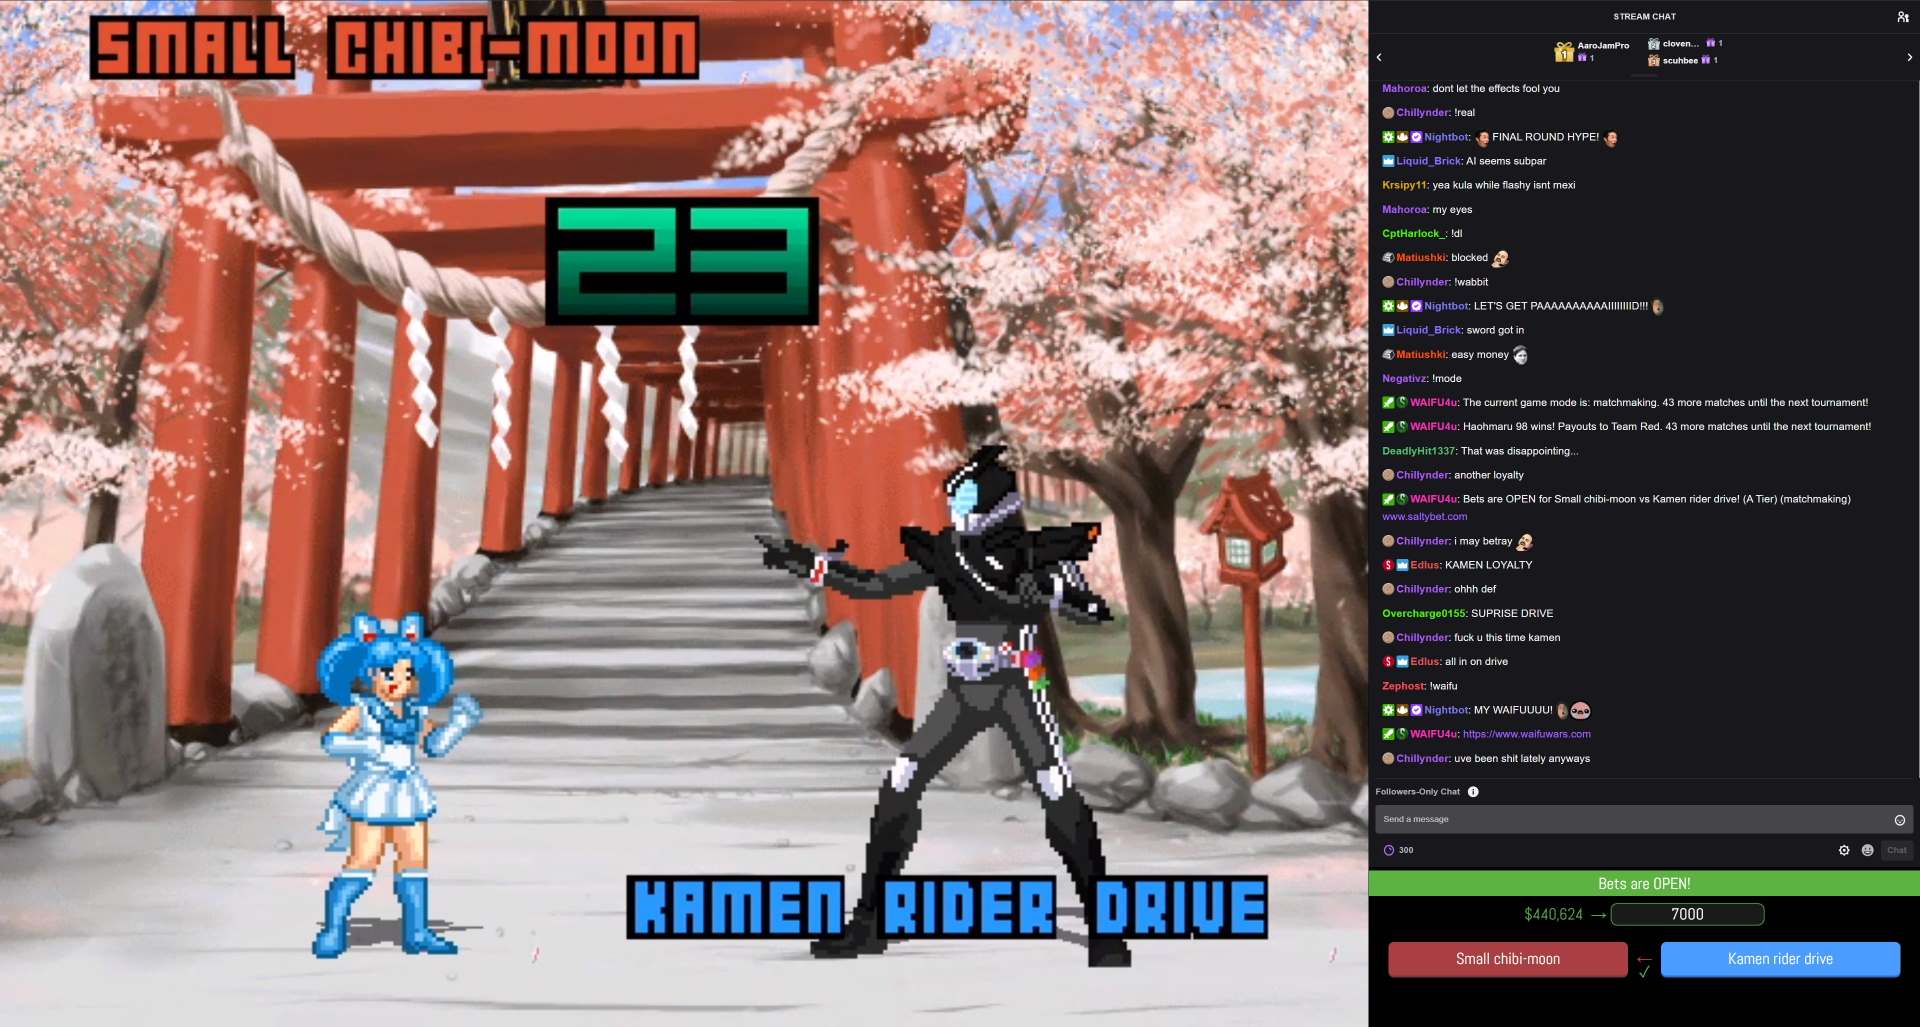 SMALL CHIBI-MOON
23
KAMEN RIDER DRIVE
STREAM CHAT
AaroJamPro
1
cloven... 1
scuhbee 1
Mahoroa: dont let the effects fool you
Chillynder: !real
Nightbot: FINAL ROUND HYPE!
Liquid_Brick: AI seems subpar
Krsipy11: yea kula while flashy isnt mexi
Mahoroa: my eyes
CptHarlock_: !dl
Matiushki: blocked
Chillynder: !wabbit
Nightbot: LET'S GET PAAAAAAAAAAIIIIIIIID!!!
Liquid_Brick: sword got in
Matiushki: easy money
Negativz: !mode
WAIFU4u: The current game mode is: matchmaking. 43 more matches until the next tournament!
WAIFU4u: Haohmaru 98 wins! Payouts to Team Red. 43 more matches until the next tournament!
DeadlyHit1337: That was disappointing...
Chillynder: another loyalty
WAIFU4u: Bets are OPEN for Small chibi-moon vs Kamen rider drive! (A Tier) (matchmaking)
www.saltybet.com
Chillynder: i may betray
Edlus: KAMEN LOYALTY
Chillynder: ohhh def
Overcharge0155: SUPRISE DRIVE
Chillynder: fuck u this time kamen
Edlus: all in on drive
Zephost: !waifu
Nightbot: MY WAIFUUUU!
WAIFU4u: https://www.waifuwars.com
Chillynder: uve been shit lately anyways
Followers-Only Chat
Send a message
300
Chat
Bets are OPEN!
$440,624 → 7000
Small chibi-moon
Kamen rider drive